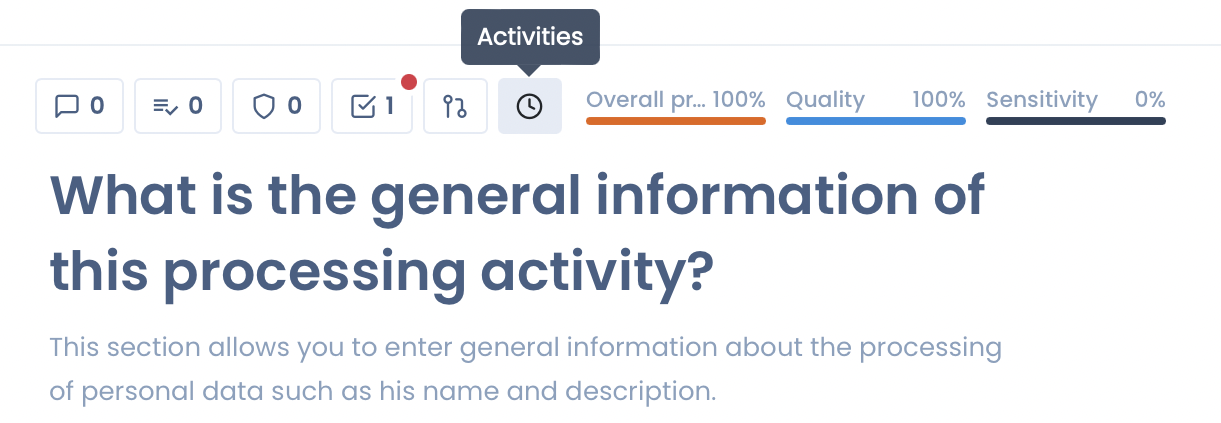 Activities
0 0 0 1 Overall pr... 100% Quality 100% Sensitivity 0%
What is the general information of
this processing activity?
This section allows you to enter general information about the processing
of personal data such as his name and description.